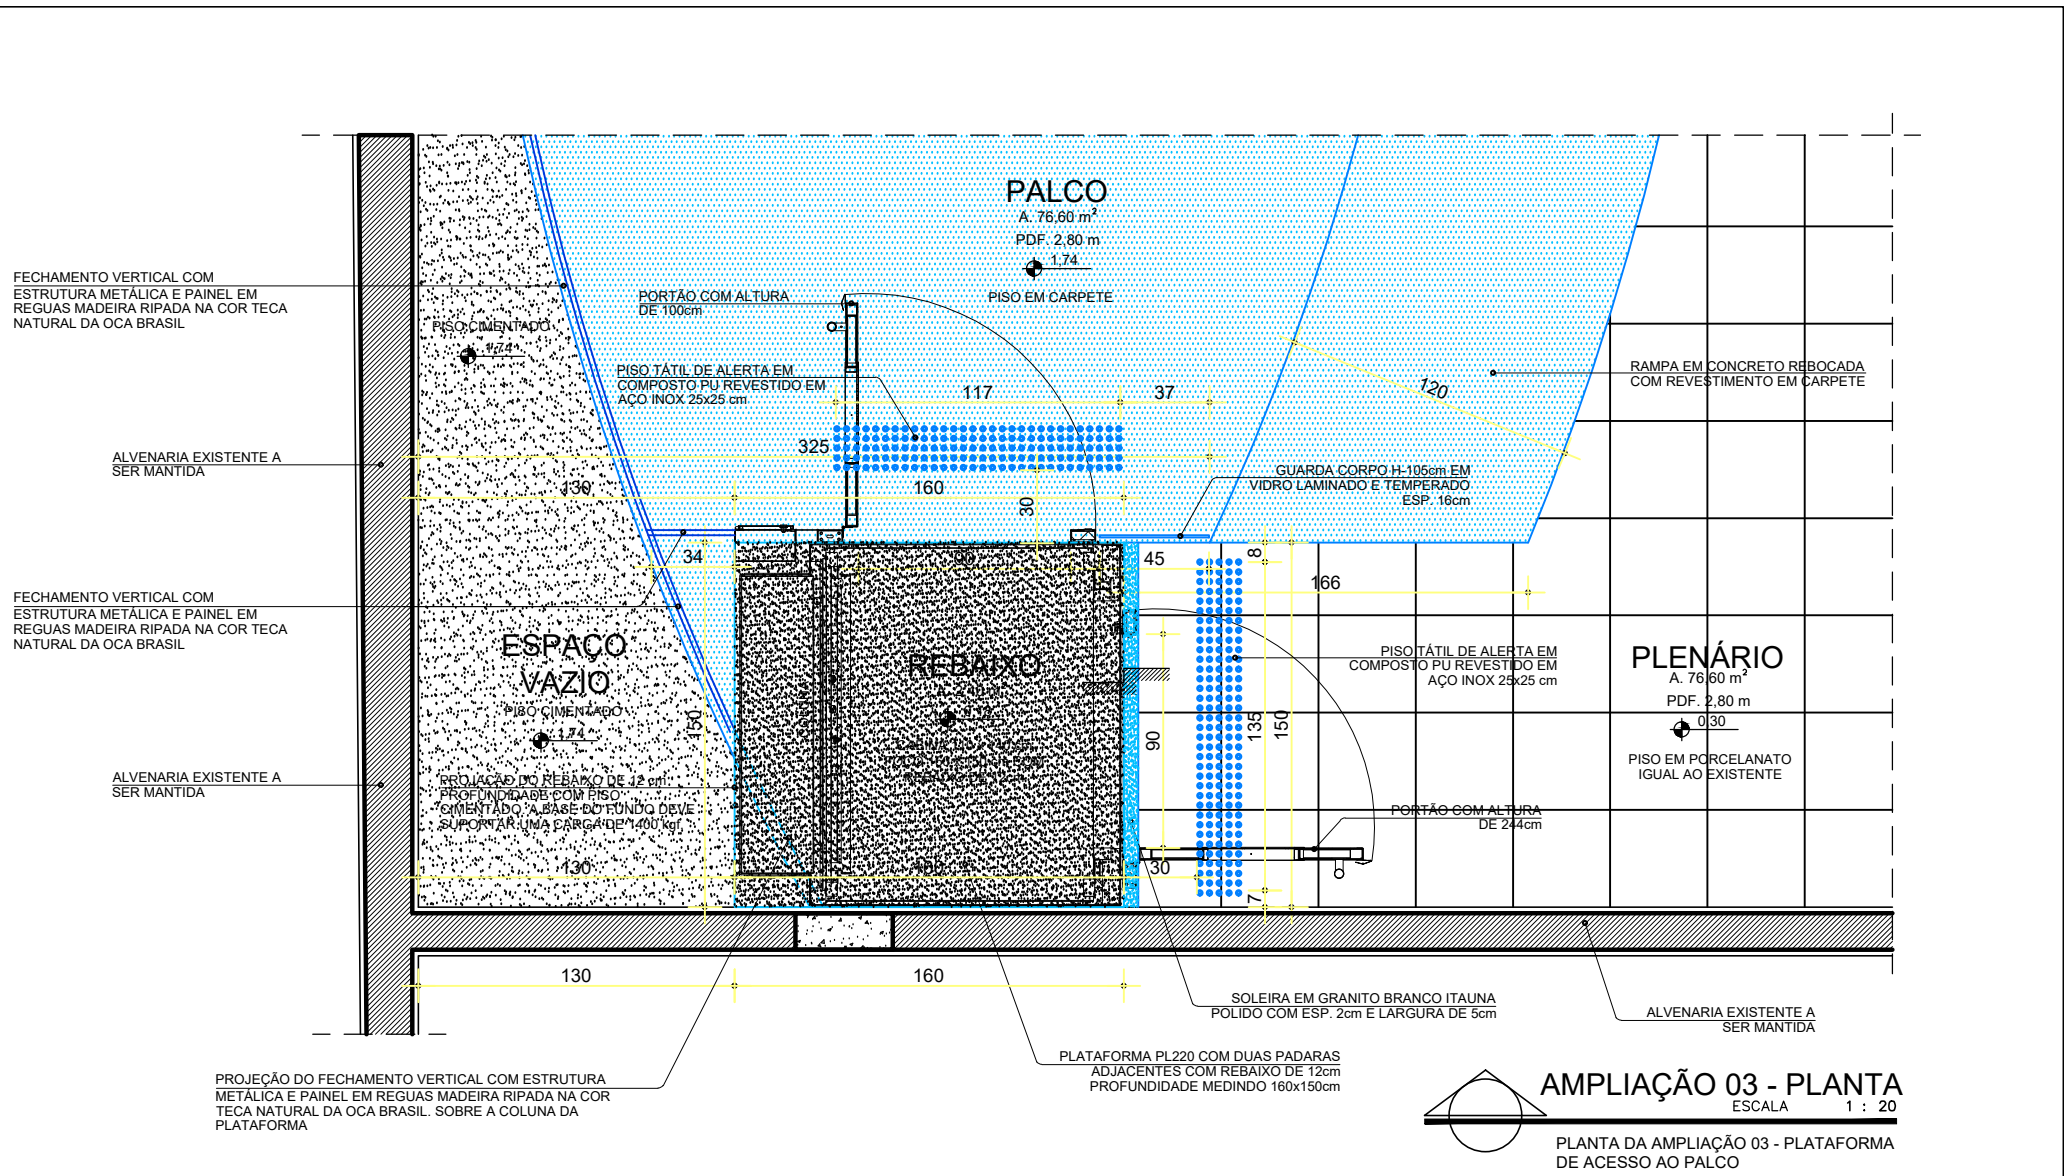 PALCO
A. 76,60 m²
PDF. 2,80 m
1,74
PISO EM CARPETE
FECHAMENTO VERTICAL COM
ESTRUTURA METÁLICA E PAINEL EM
REGUAS MADEIRA RIPADA NA COR TECA
NATURAL DA OCA BRASIL
PORTÃO COM ALTURA
DE 100cm
PISO CIMENTADO
1,74
PISO TÁTIL DE ALERTA EM
COMPOSTO PU REVESTIDO EM
AÇO INOX 25x25 cm
117
37
120
RAMPA EM CONCRETO REBOCADA
COM REVESTIMENTO EM CARPETE
325
ALVENARIA EXISTENTE A
SER MANTIDA
GUARDA CORPO H-105cm EM
VIDRO LAMINADO E TEMPERADO
ESP. 16cm
130
160
30
34
45
8
166
FECHAMENTO VERTICAL COM
ESTRUTURA METÁLICA E PAINEL EM
REGUAS MADEIRA RIPADA NA COR TECA
NATURAL DA OCA BRASIL
ESPAÇO
VAZIO
PISO CIMENTADO
1,74
REBAIXO
150
90
135
150
PISO TÁTIL DE ALERTA EM
COMPOSTO PU REVESTIDO EM
AÇO INOX 25x25 cm
PLENÁRIO
A. 76,60 m²
PDF. 2,80 m
0,30
PISO EM PORCELANATO
IGUAL AO EXISTENTE
ALVENARIA EXISTENTE A
SER MANTIDA
PROJAÇÃO DO REBAIXO DE 12 cm
PROFUNDIDADE COM PISO
CIMENTADO. A BASE DO FUNDO DEVE
SUPORTAR UMA CARGA DE 1400 kgf
PORTÃO COM ALTURA
DE 244cm
130
160
30
7
130
160
SOLEIRA EM GRANITO BRANCO ITAUNA
POLIDO COM ESP. 2cm E LARGURA DE 5cm
ALVENARIA EXISTENTE A
SER MANTIDA
PLATAFORMA PL220 COM DUAS PADARAS
ADJACENTES COM REBAIXO DE 12cm
PROFUNDIDADE MEDINDO 160x150cm
PROJEÇÃO DO FECHAMENTO VERTICAL COM ESTRUTURA
METÁLICA E PAINEL EM REGUAS MADEIRA RIPADA NA COR
TECA NATURAL DA OCA BRASIL. SOBRE A COLUNA DA
PLATAFORMA
AMPLIAÇÃO 03 - PLANTA
ESCALA 1 : 20
PLANTA DA AMPLIAÇÃO 03 - PLATAFORMA
DE ACESSO AO PALCO